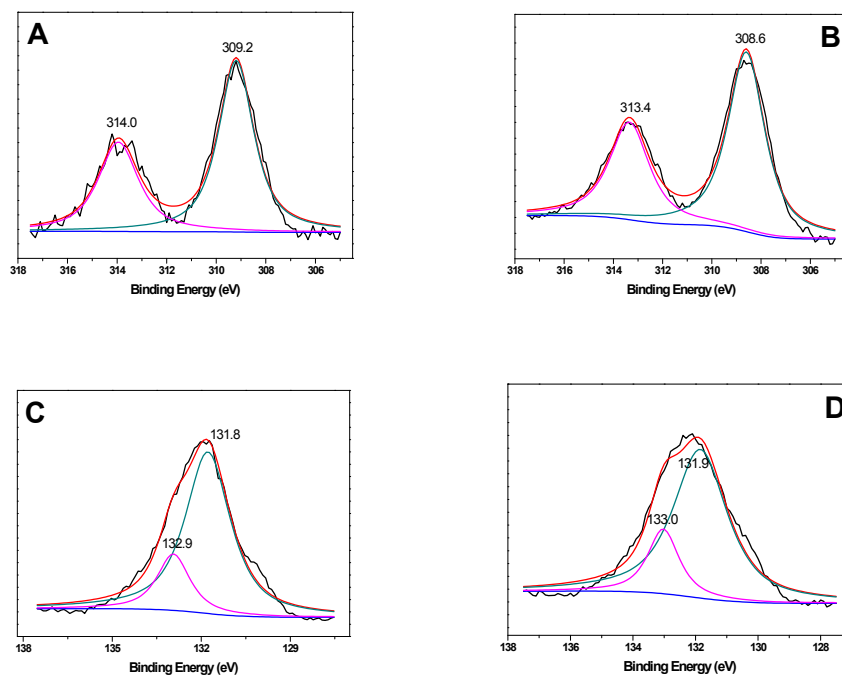 A
309.2
314.0
318 316 314 312 310 308 306
Binding Energy (eV)
B
308.6
313.4
318 316 314 312 310 308 306
Binding Energy (eV)
C
131.8
132.9
138 135 132 129
Binding Energy (eV)
D
131.9
133.0
138 136 134 132 130 128
Binding Energy (eV)